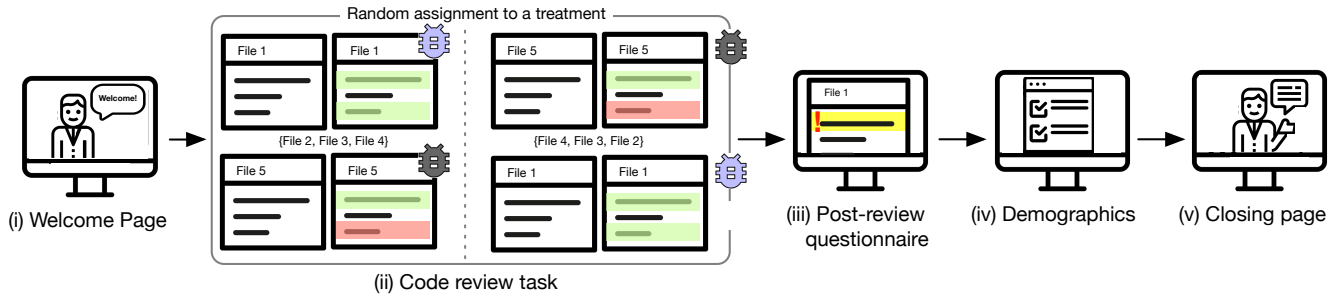 Random assignment to a treatment
Welcome!
File 1
File 1
{File 2, File 3, File 4}
File 5
File 5
File 5
File 5
{File 4, File 3, File 2}
File 1
File 1
File 1
!
(i) Welcome Page
(ii) Code review task
(iii) Post-review
questionnaire
(iv) Demographics
(v) Closing page